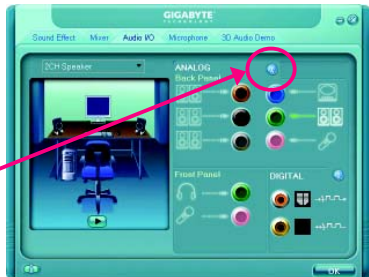 GIGABYTE
TECHNOLOGY
Sound Effect Mixer Audio I/O Microphone 3D Audio Demo
2CH Speaker
ANALOG
Back Panel
Front Panel
DIGITAL
OK